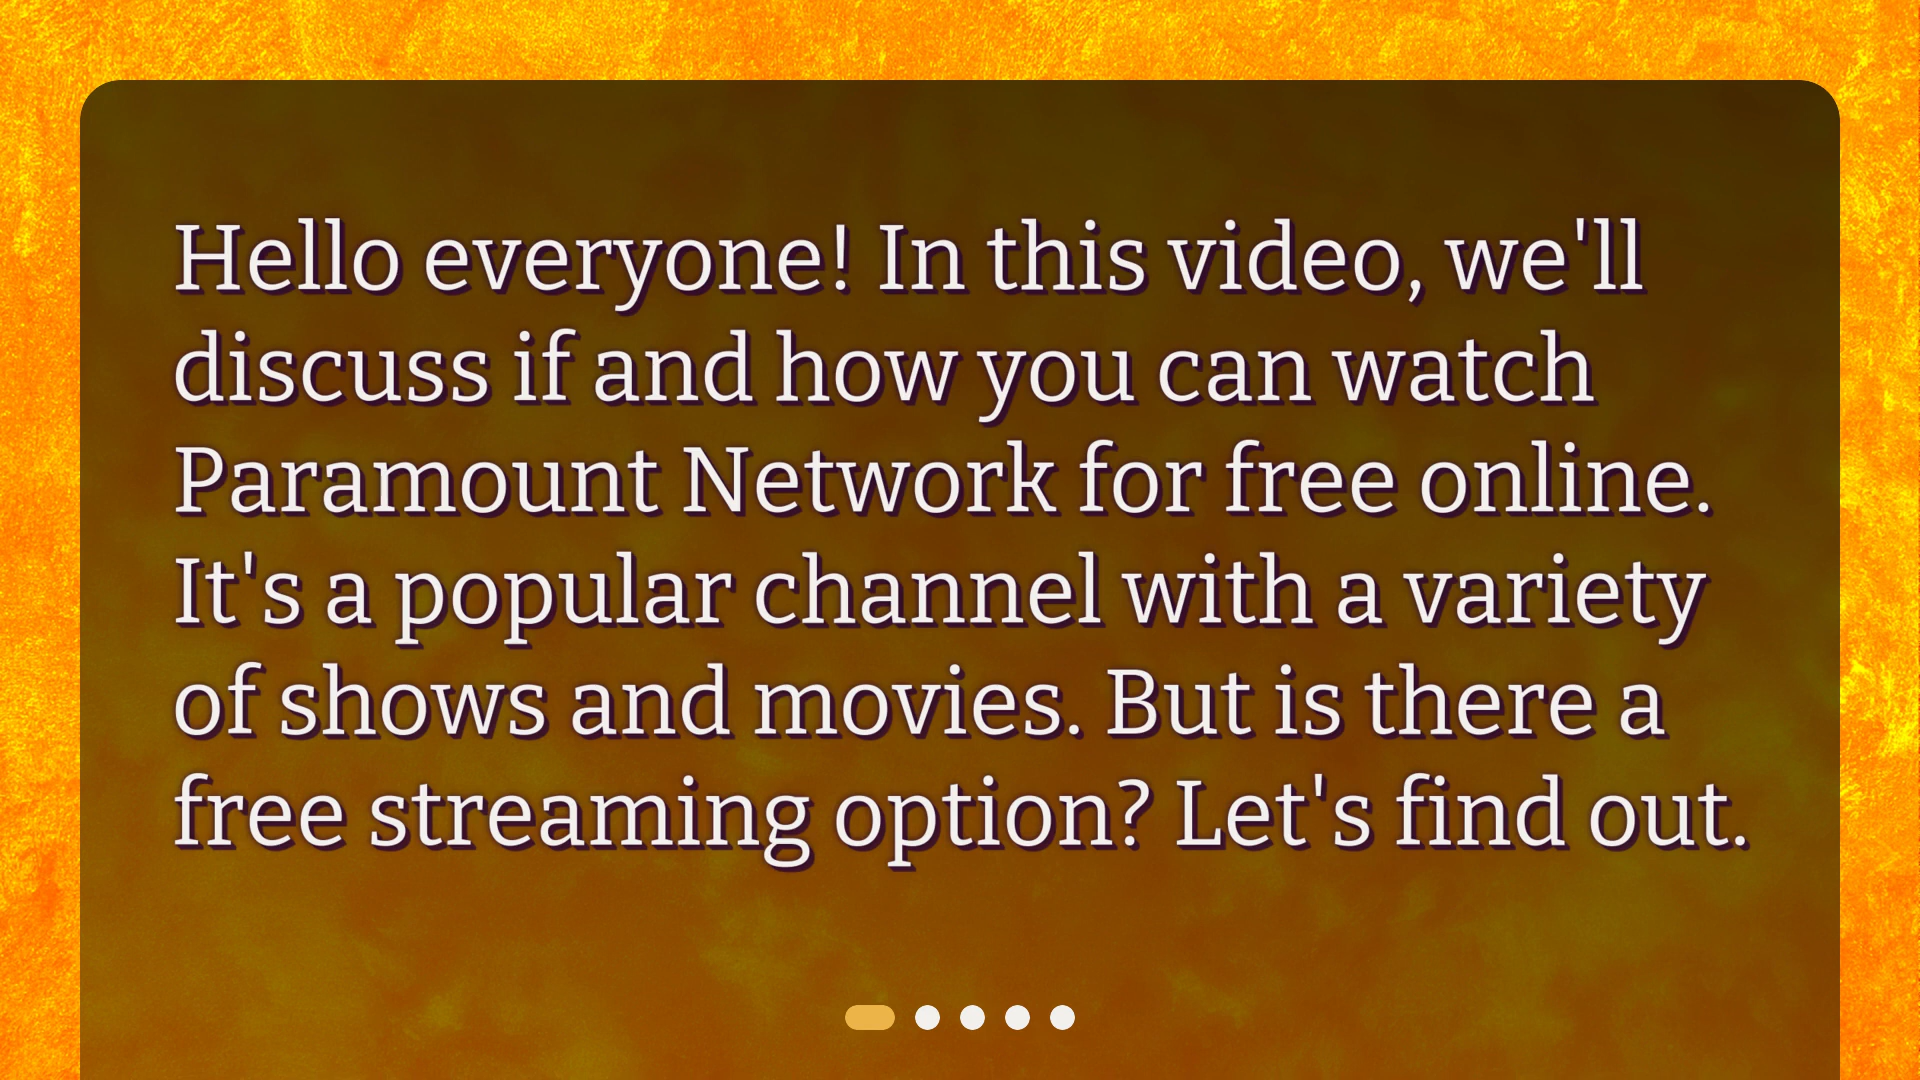 Hello everyone! In this video, we'll
discuss if and how you can watch
Paramount Network for free online.
It's a popular channel with a variety
of shows and movies. But is there a
free streaming option? Let's find out.